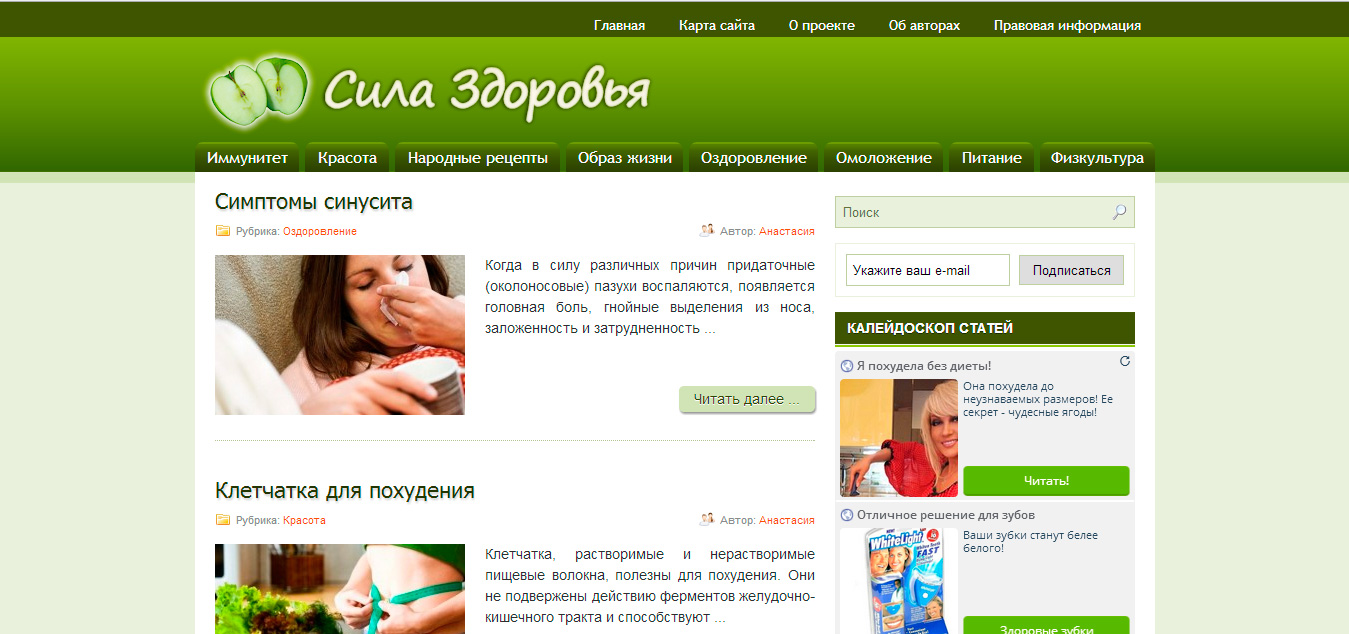 Главная Карта сайта О проекте Об авторах Правовая информация
Сила Здоровья
Иммунитет Красота Народные рецепты Образ жизни Оздоровление Омоложение Питание Физкультура
Симптомы синусита
Рубрика: Оздоровление Автор: Анастасия
Когда в силу различных причин придаточные
(околоносовые) пазухи воспаляются, появляется
головная боль, гнойные выделения из носа,
заложенность и затрудненность ...
Читать далее ...
Клетчатка для похудения
Рубрика: Красота Автор: Анастасия
Клетчатка, растворимые и нерастворимые
пищевые волокна, полезны для похудения. Они
не подвержены действию ферментов желудочно-
кишечного тракта и способствуют ...
Поиск
Укажите ваш e-mail Подписаться
КАЛЕЙДОСКОП СТАТЕЙ
Я похудела без диеты!
Она похудела до
неузнаваемых размеров! Ее
секрет - чудесные ягоды!
Читать!
Отличное решение для зубов
WhiteLight
FAST
Ваши зубки станут белее
белого!
Здоровые зубки